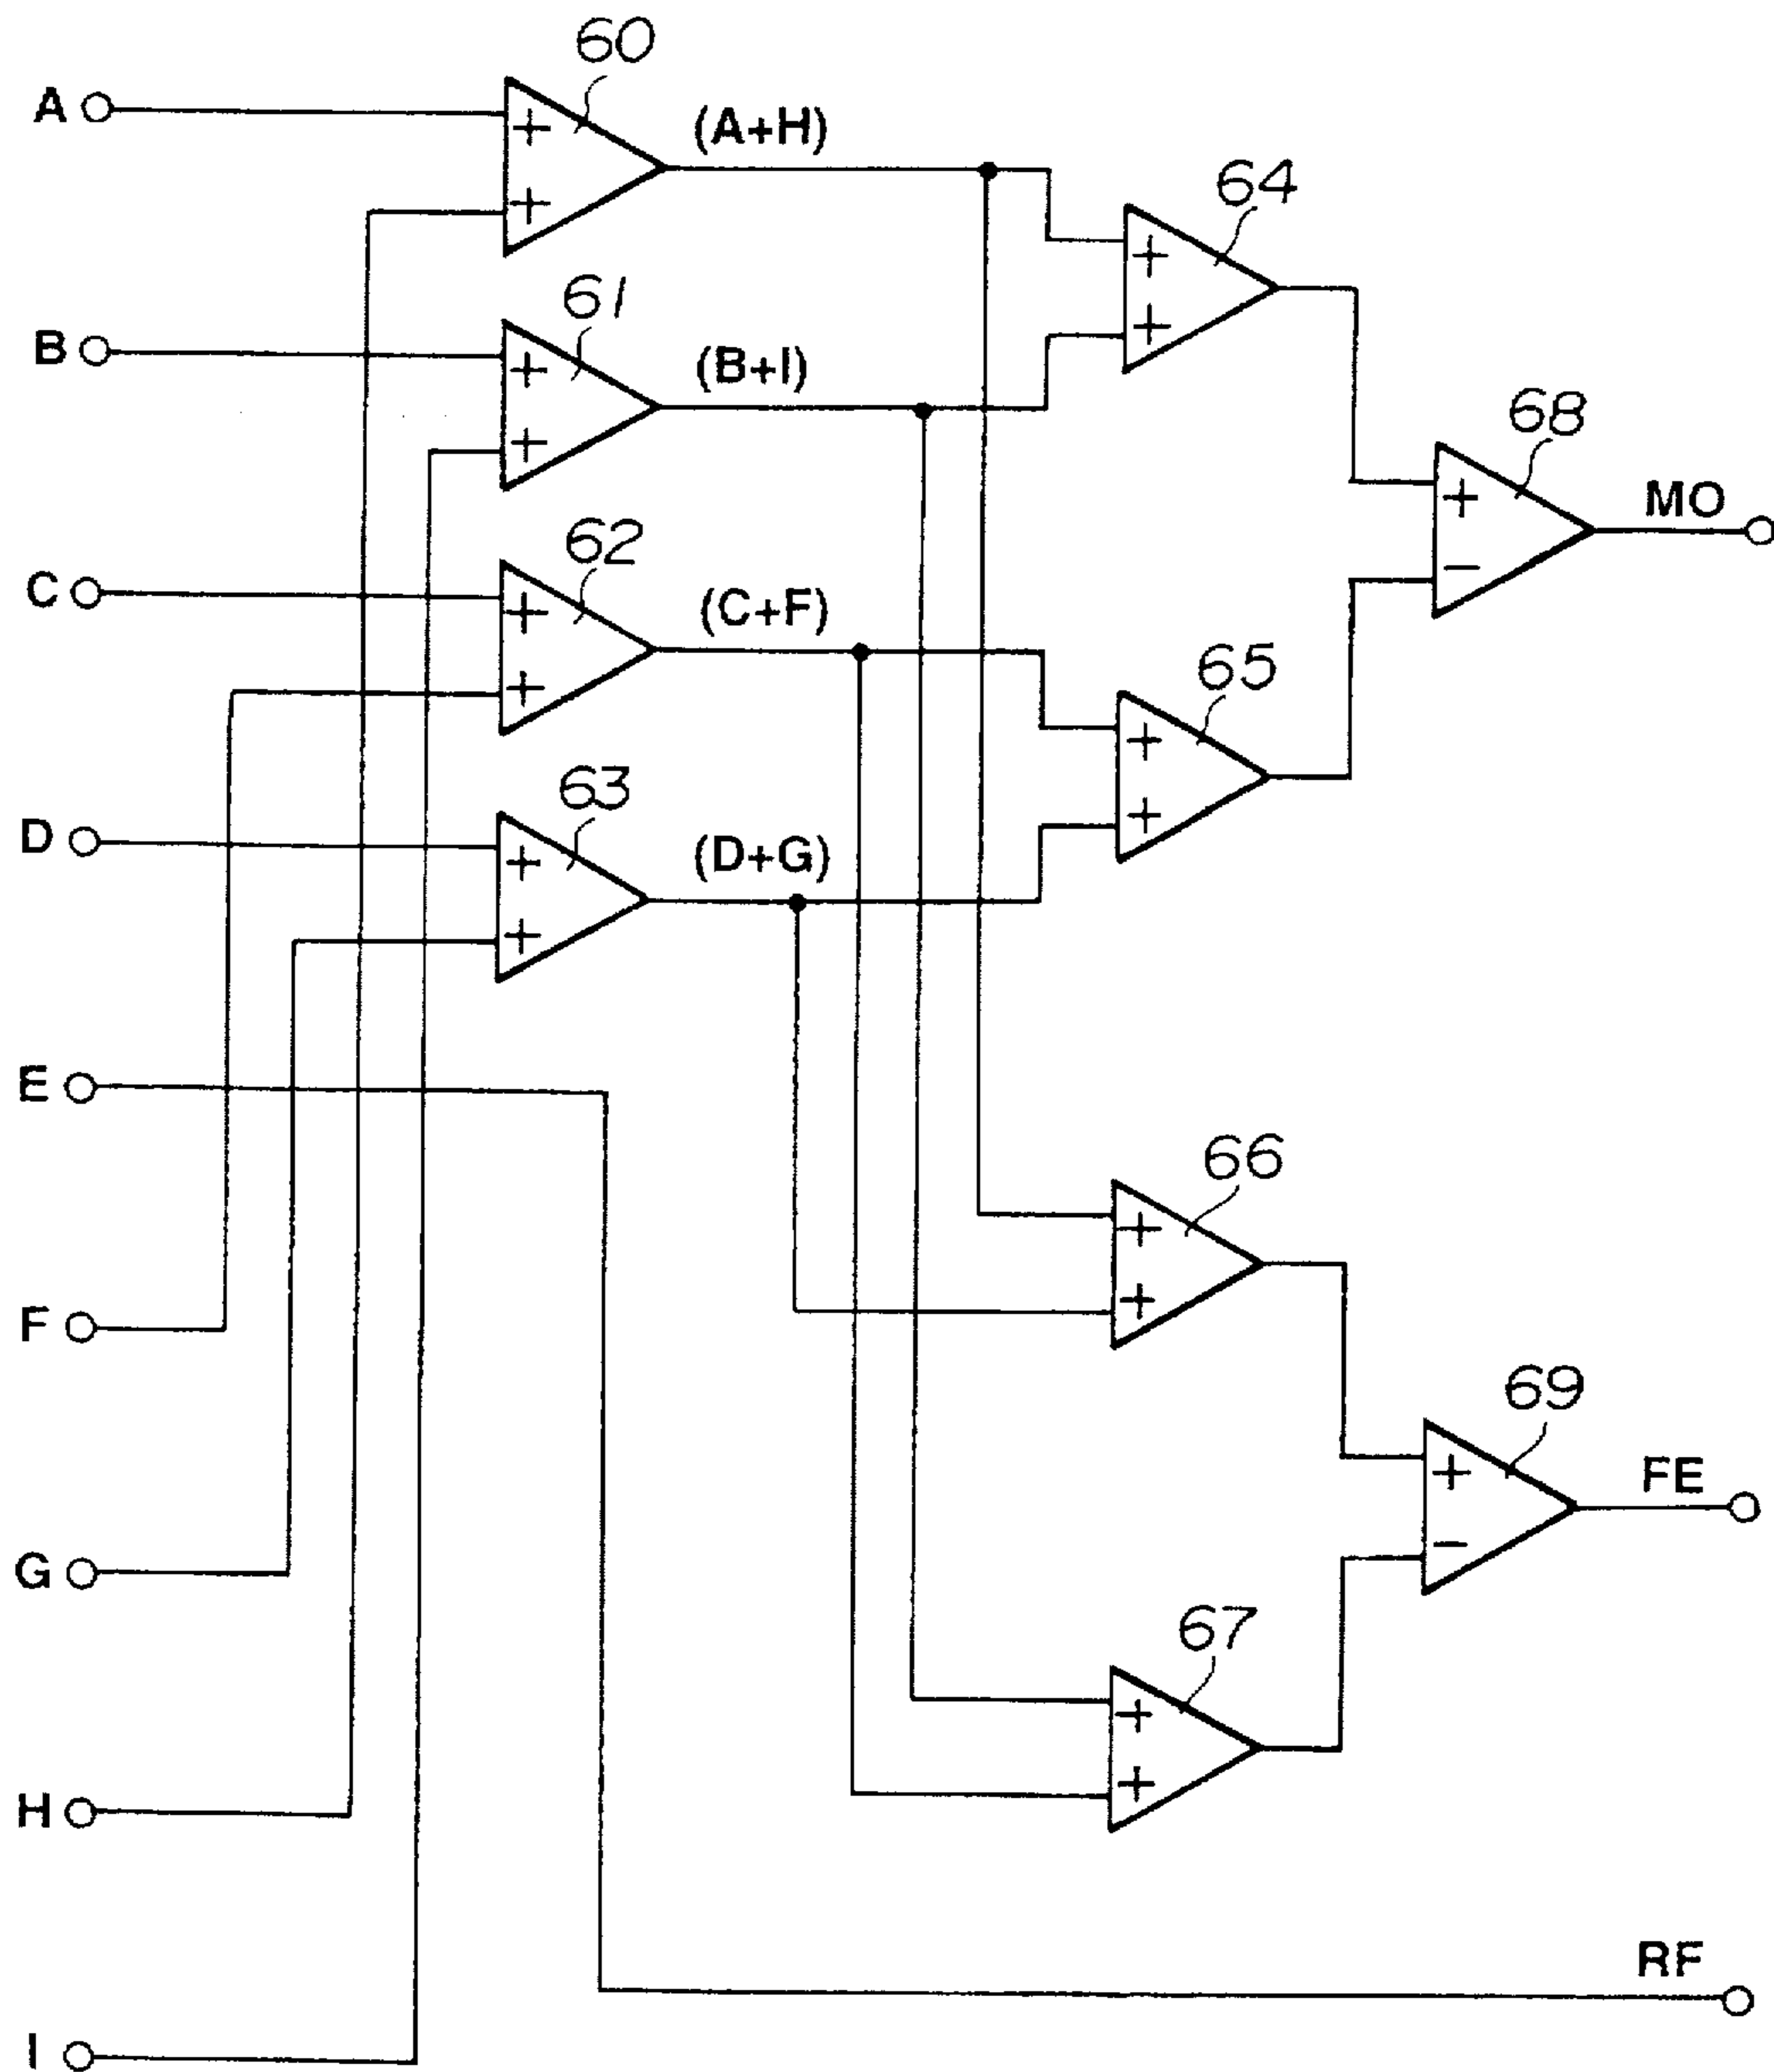 60
A
+
+
(A+H)
64
+
+
61
B
+
+
(B+I)
68
+
−
MO
62
C
+
+
(C+F)
65
+
+
63
D
+
+
(D+G)
E
66
+
+
F
69
+
−
FE
G
67
+
+
H
RF
I